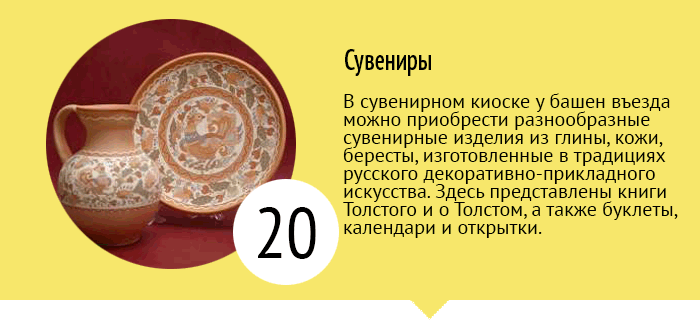 Сувениры
В сувенирном киоске у башен въезда
можно приобрести разнообразные
сувенирные изделия из глины, кожи,
бересты, изготовленные в традициях
русского декоративно-прикладного
искусства. Здесь представлены книги
Толстого и о Толстом, а также буклеты,
календари и открытки.
20